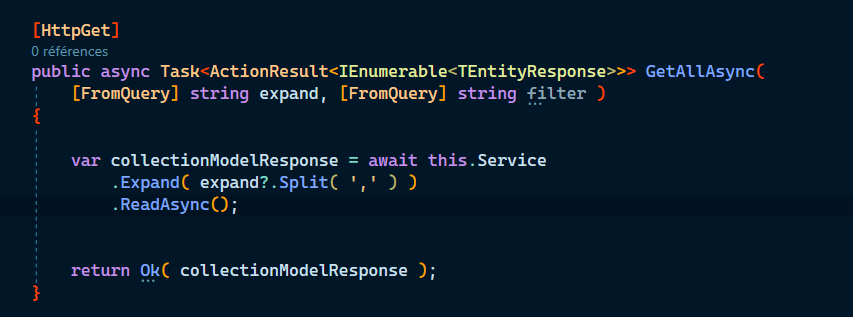 [HttpGet]
0 références
public async Task<ActionResult<IEnumerable<TEntityResponse>>> GetAllAsync(
[FromQuery] string expand, [FromQuery] string filter )
{
var collectionModelResponse = await this.Service
.Expand( expand?.Split( ',' ) )
.ReadAsync();
return Ok( collectionModelResponse );
}